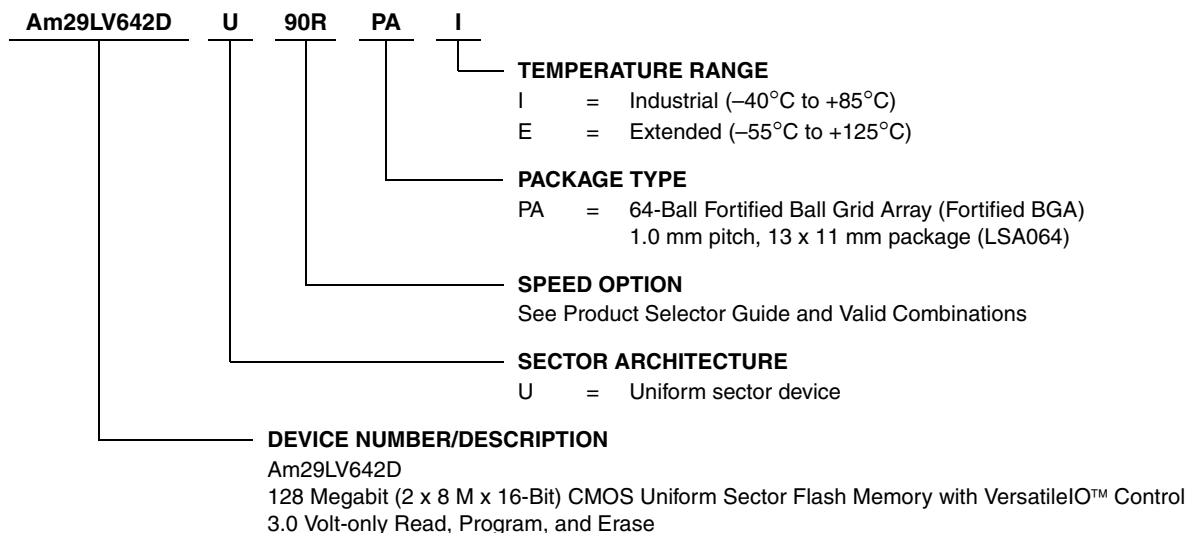 Am29LV642D U 90R PA I
TEMPERATURE RANGE
I = Industrial (–40°C to +85°C)
E = Extended (–55°C to +125°C)
PACKAGE TYPE
PA = 64-Ball Fortified Ball Grid Array (Fortified BGA)
1.0 mm pitch, 13 x 11 mm package (LSA064)
SPEED OPTION
See Product Selector Guide and Valid Combinations
SECTOR ARCHITECTURE
U = Uniform sector device
DEVICE NUMBER/DESCRIPTION
Am29LV642D
128 Megabit (2 x 8 M x 16-Bit) CMOS Uniform Sector Flash Memory with VersatileIO™ Control
3.0 Volt-only Read, Program, and Erase